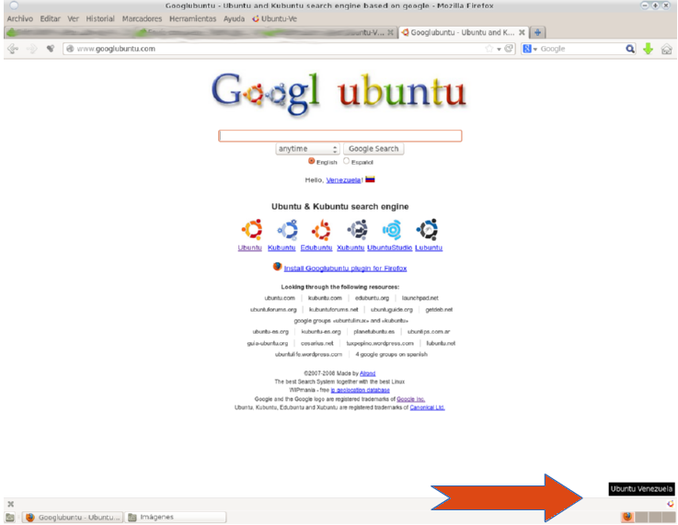 Googlubuntu - Ubuntu and Kubuntu search engine based on google - Mozilla Firefox
Archivo Editar Ver Historial Marcadores Herramientas Ayuda Ubuntu-Ve
Googlubuntu - Ubuntu and K...
www.googlubuntu.com
Google
Googl ubuntu
anytime Google Search
English Español
Hello, Venezuela!
Ubuntu & Kubuntu search engine
Ubuntu Kubuntu Edubuntu Xubuntu UbuntuStudio Lubuntu
Install Googlubuntu plugin for Firefox
Looking through the following resources:
ubuntu.com | kubuntu.com | edubuntu.org | launchpad.net
ubuntuforums.org | kubuntuforums.net | ubuntuguide.org | getdeb.net
google groups «ubuntulinux» and «kubuntu»
ubuntu-es.org | kubuntu-es.org | planetubuntu.es | ubuntips.com.ar
guia-ubuntu.org | cesarius.net | tuxpepino.wordpress.com | lubuntu.net
ubuntulife.wordpress.com | 4 google groups on spanish
©2007-2008 Made by
The best Search System together with the best Linux
WIPmania - free ip geolocation database
Google and the Google logo are registered trademarks of Google Inc.
Ubuntu, Kubuntu, Edubuntu and Xubuntu are registered trademarks of Canonical Ltd.
Ubuntu Venezuela
Googlubuntu - Ubuntu... Imágenes